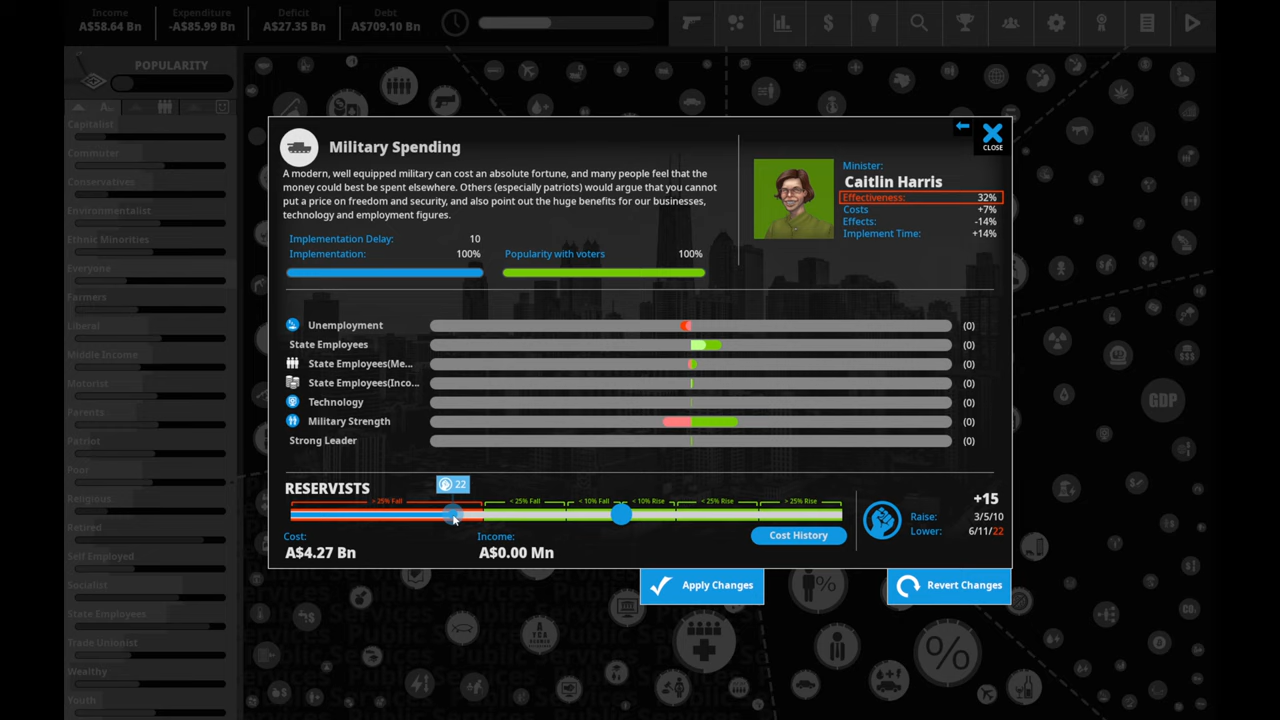 Income
A$58.64 Bn
Expenditure
-A$85.99 Bn
Deficit
A$27.35 Bn
Debt
A$709.10 Bn
POPULARITY
Capitalist
Commuter
Conservatives
Environmentalist
Ethnic Minorities
Everyone
Farmers
Liberal
Middle Income
Motorist
Parents
Patriot
Poor
Religious
Retired
Self Employed
Socialist
State Employees
Trade Unionist
Wealthy
Youth
Military Spending
A modern, well equipped military can cost an absolute fortune, and many people feel that the
money could best be spent elsewhere. Others (especially patriots) would argue that you cannot
put a price on freedom and security, and also point out the huge benefits for our businesses,
technology and employment figures.
Implementation Delay: 10
Implementation: 100%
Popularity with voters 100%
CLOSE
Minister:
Caitlin Harris
Effectiveness: 32%
Costs +7%
Effects: -14%
Implement Time: +14%
Unemployment (0)
State Employees (0)
State Employees(Me... (0)
State Employees(Inco... (0)
Technology (0)
Military Strength (0)
Strong Leader (0)
RESERVISTS
22
> 25% Fall
< 25% Fall
< 10% Fall
< 10% Rise
< 25% Rise
> 25% Rise
Cost:
A$4.27 Bn
Income:
A$0.00 Mn
Cost History
+15
Raise: 3/5/10
Lower: 6/11/22
Apply Changes
Revert Changes
GDP